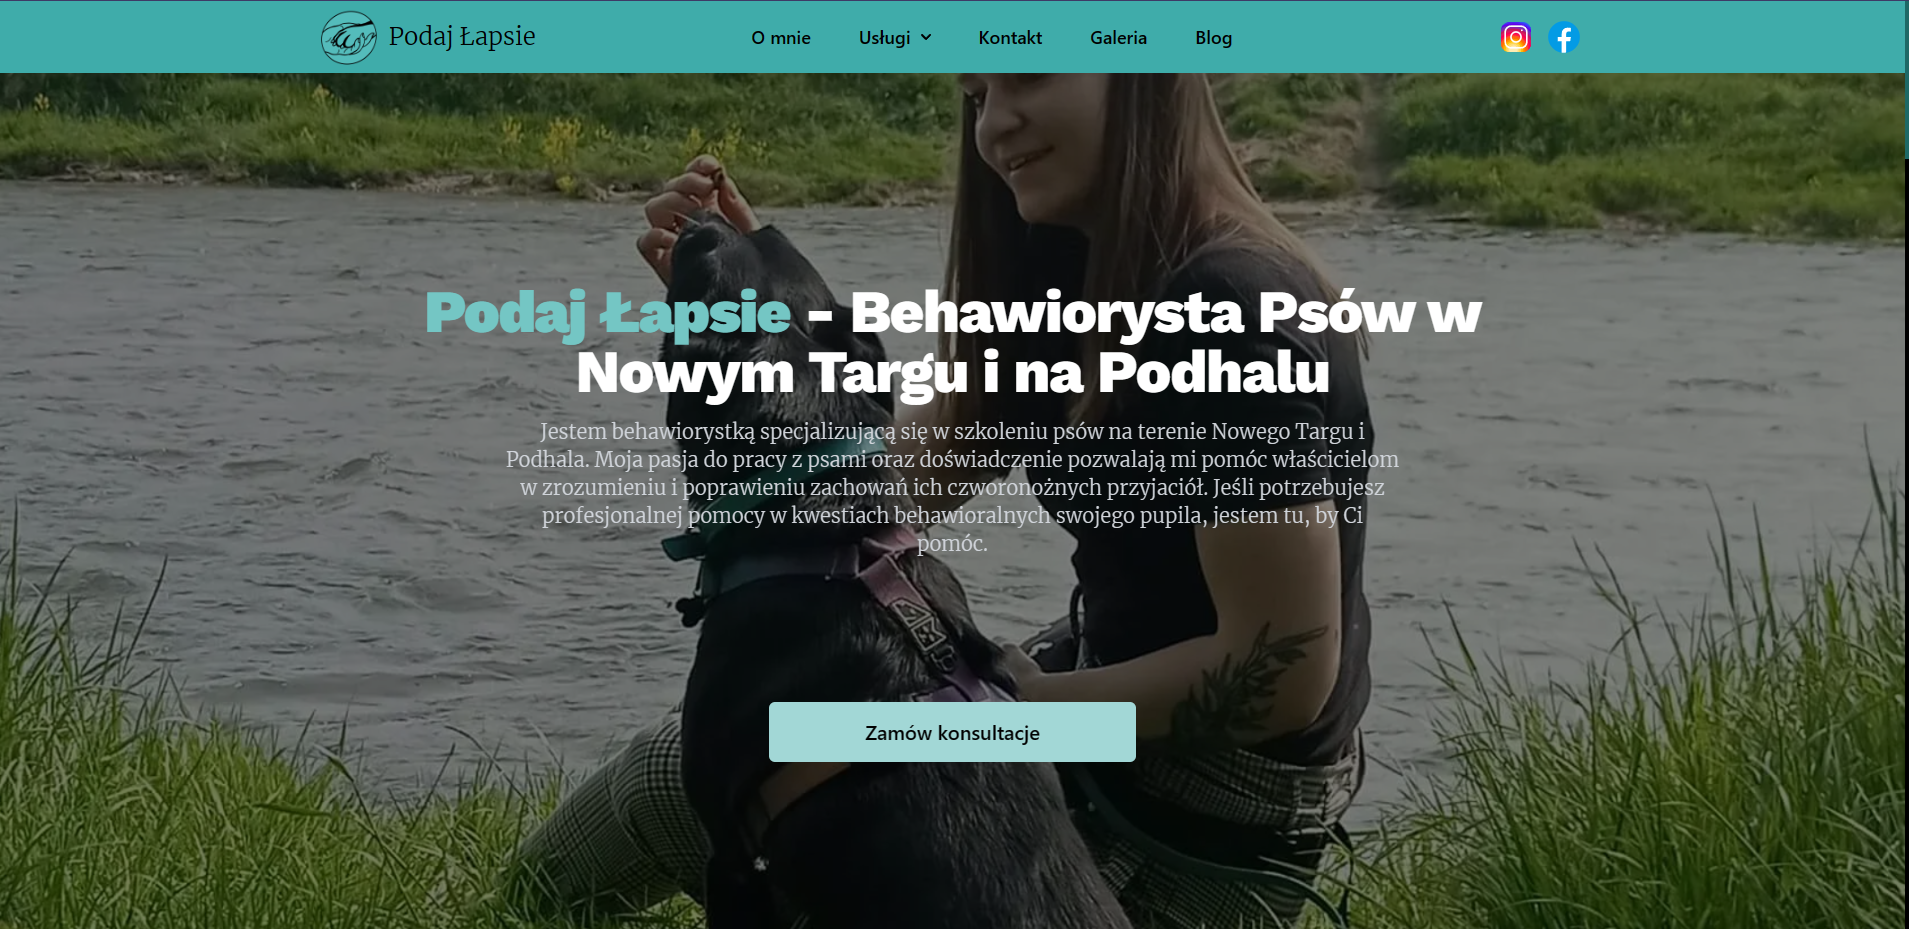 Podaj Łapsie
O mnie
Usługi
Kontakt
Galeria
Blog
Podaj Łapsie - Behawiorysta Psów w
Nowym Targu i na Podhalu
Jestem behawiorystką specjalizującą się w szkoleniu psów na terenie Nowego Targu i
Podhala. Moja pasja do pracy z psami oraz doświadczenie pozwalają mi pomóc właścicielom
w zrozumieniu i poprawieniu zachowań ich czworonożnych przyjaciół. Jeśli potrzebujesz
profesjonalnej pomocy w kwestiach behawioralnych swojego pupila, jestem tu, by Ci
pomóc.
Zamów konsultacje